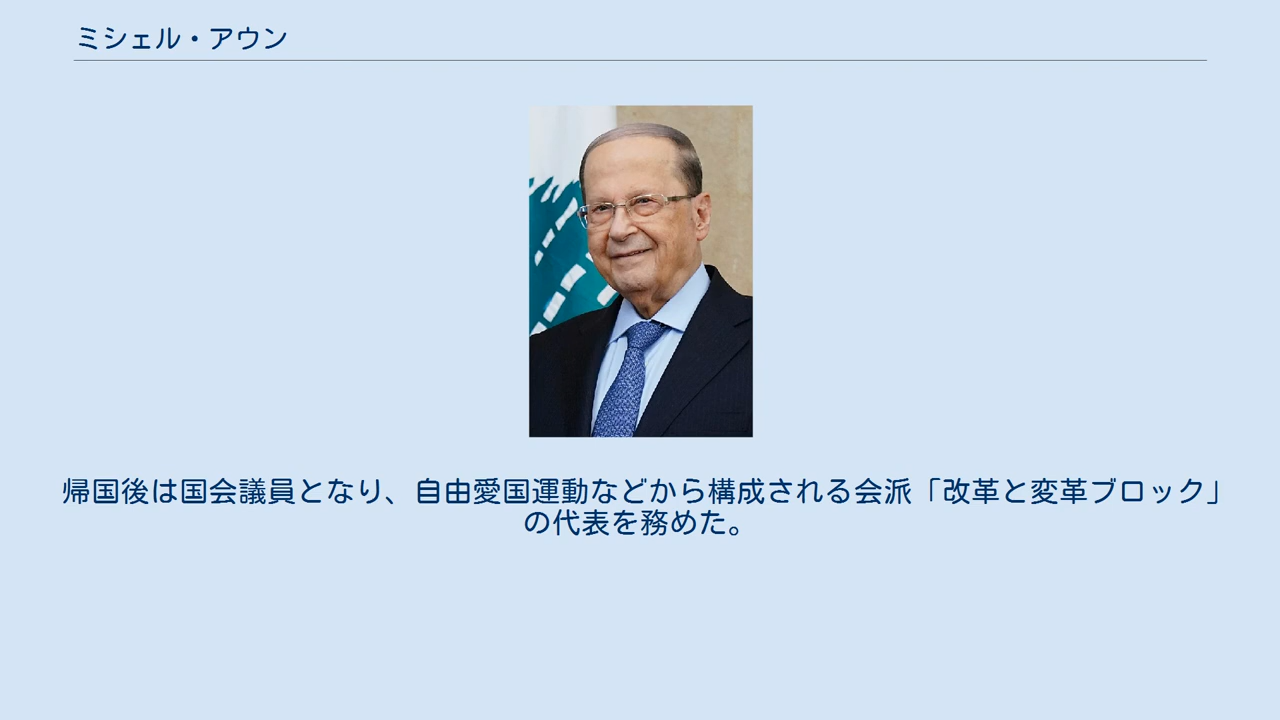 ミシェル・アウン
帰国後は国会議員となり、自由愛国運動などから構成される会派「改革と変革ブロック」
の代表を務めた。